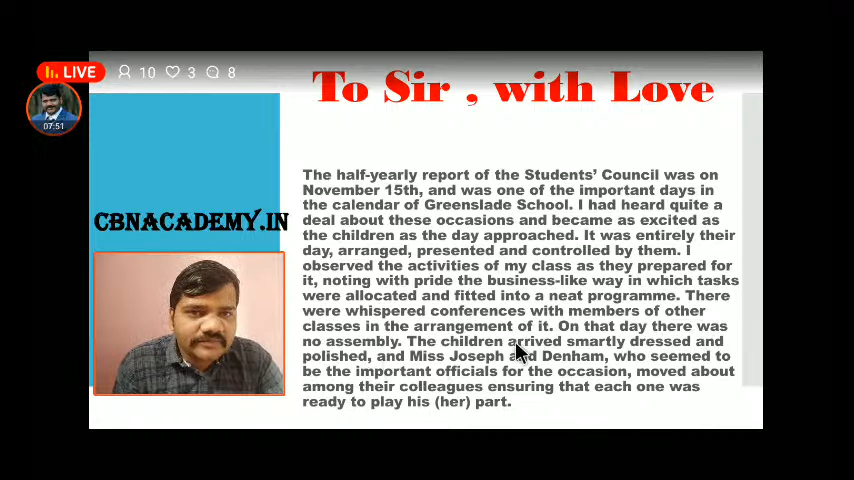 LIVE 10 3 8
07:51
To Sir , with Love
CBNACADEMY.IN
The half-yearly report of the Students' Council was on
November 15th, and was one of the important days in
the calendar of Greenslade School. I had heard quite a
deal about these occasions and became as excited as
the children as the day approached. It was entirely their
day, arranged, presented and controlled by them. I
observed the activities of my class as they prepared for
it, noting with pride the business-like way in which tasks
were allocated and fitted into a neat programme. There
were whispered conferences with members of other
classes in the arrangement of it. On that day there was
no assembly. The children arrived smartly dressed and
polished, and Miss Joseph and Denham, who seemed to
be the important officials for the occasion, moved about
among their colleagues ensuring that each one was
ready to play his (her) part.